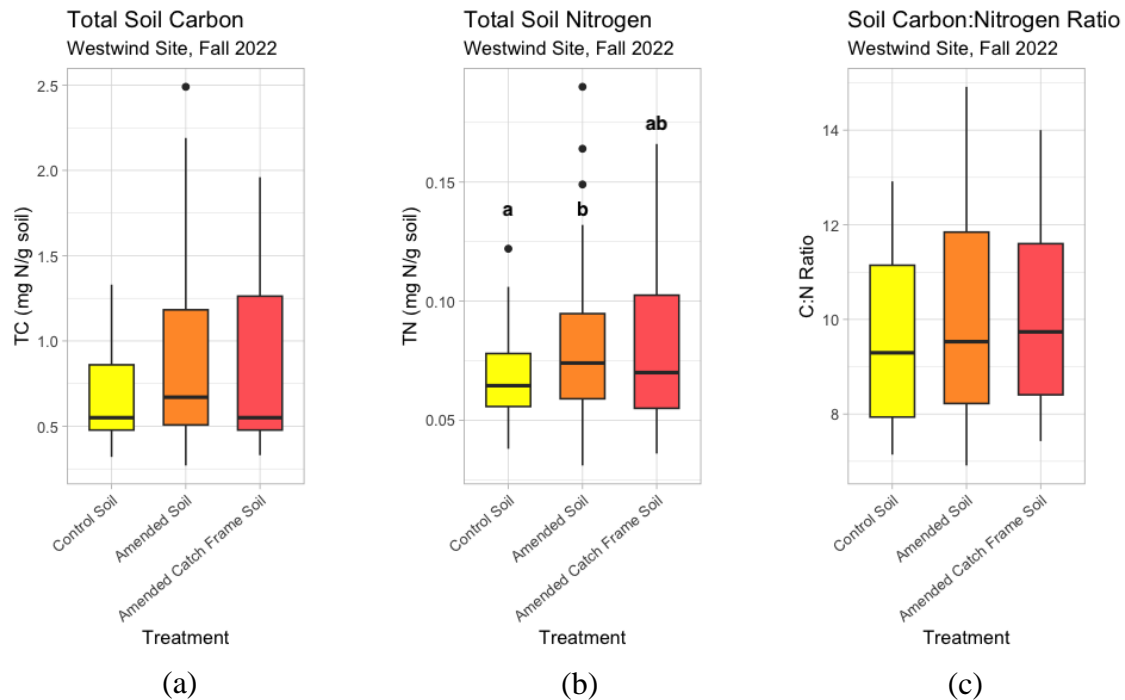 Total Soil Carbon
Westwind Site, Fall 2022
TC (mg N/g soil)
2.5
2.0
1.5
1.0
0.5
Control Soil
Amended Soil
Amended Catch Frame Soil
Treatment
(a)
Total Soil Nitrogen
Westwind Site, Fall 2022
TN (mg N/g soil)
0.15
0.10
0.05
a
b
ab
Control Soil
Amended Soil
Amended Catch Frame Soil
Treatment
(b)
Soil Carbon:Nitrogen Ratio
Westwind Site, Fall 2022
C:N Ratio
14
12
10
8
Control Soil
Amended Soil
Amended Catch Frame Soil
Treatment
(c)